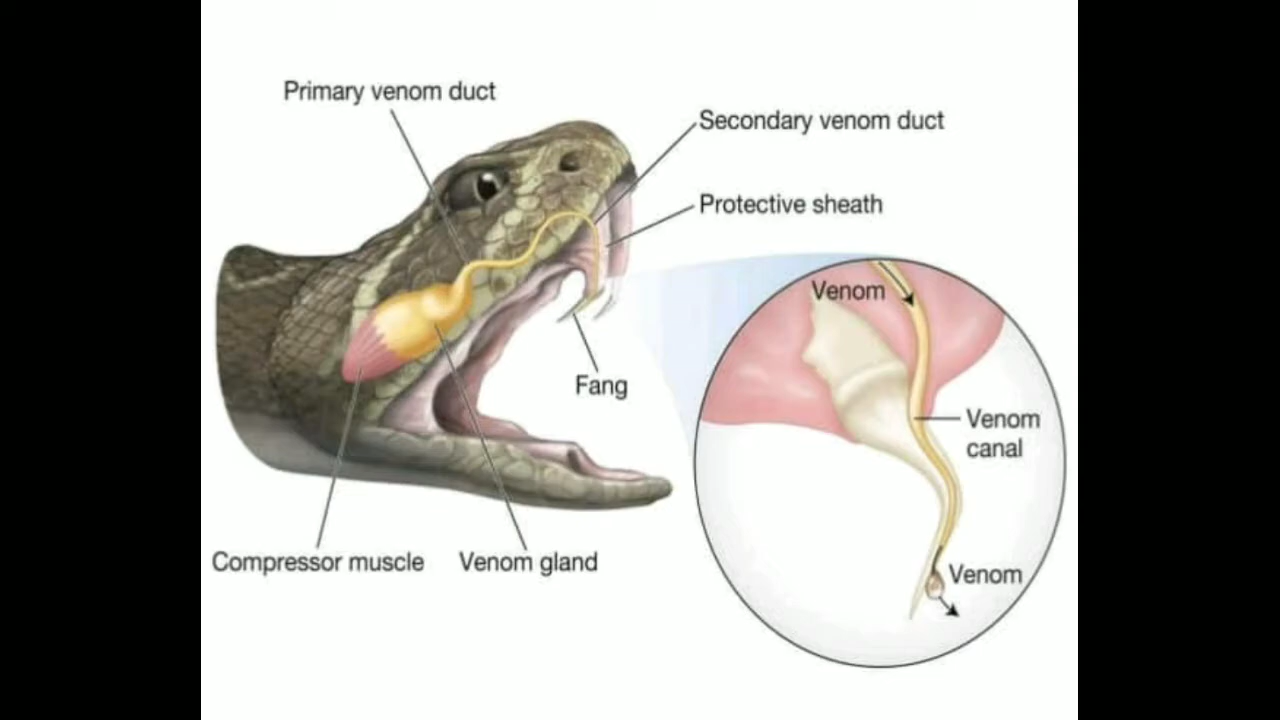 Primary venom duct
Secondary venom duct
Protective sheath
Venom
Fang
Venom
canal
Compressor muscle
Venom gland
Venom